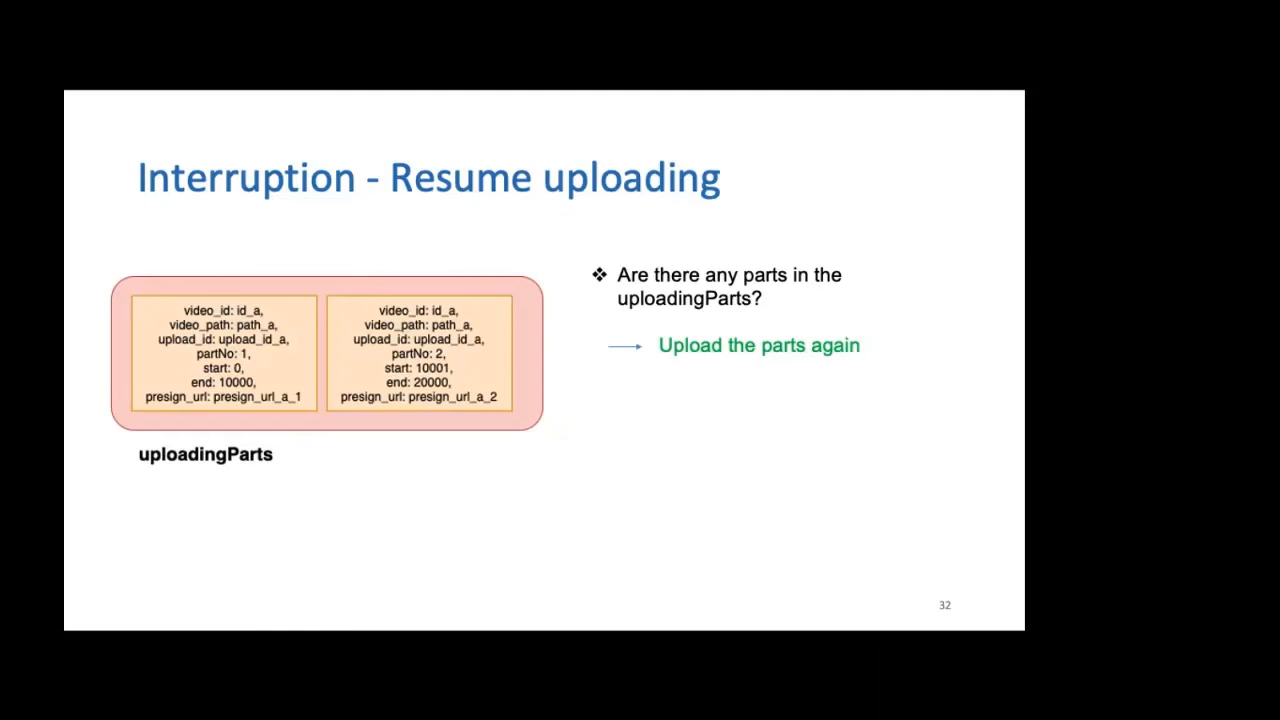 Interruption - Resume uploading
video_id: id_a,
video_path: path_a,
upload_id: upload_id_a,
partNo: 1,
start: 0,
end: 10000,
presign_url: presign_url_a_1
video_id: id_a,
video_path: path_a,
upload_id: upload_id_a,
partNo: 2,
start: 10001,
end: 20000,
presign_url: presign_url_a_2
uploadingParts
❖ Are there any parts in the
uploadingParts?
Upload the parts again
32